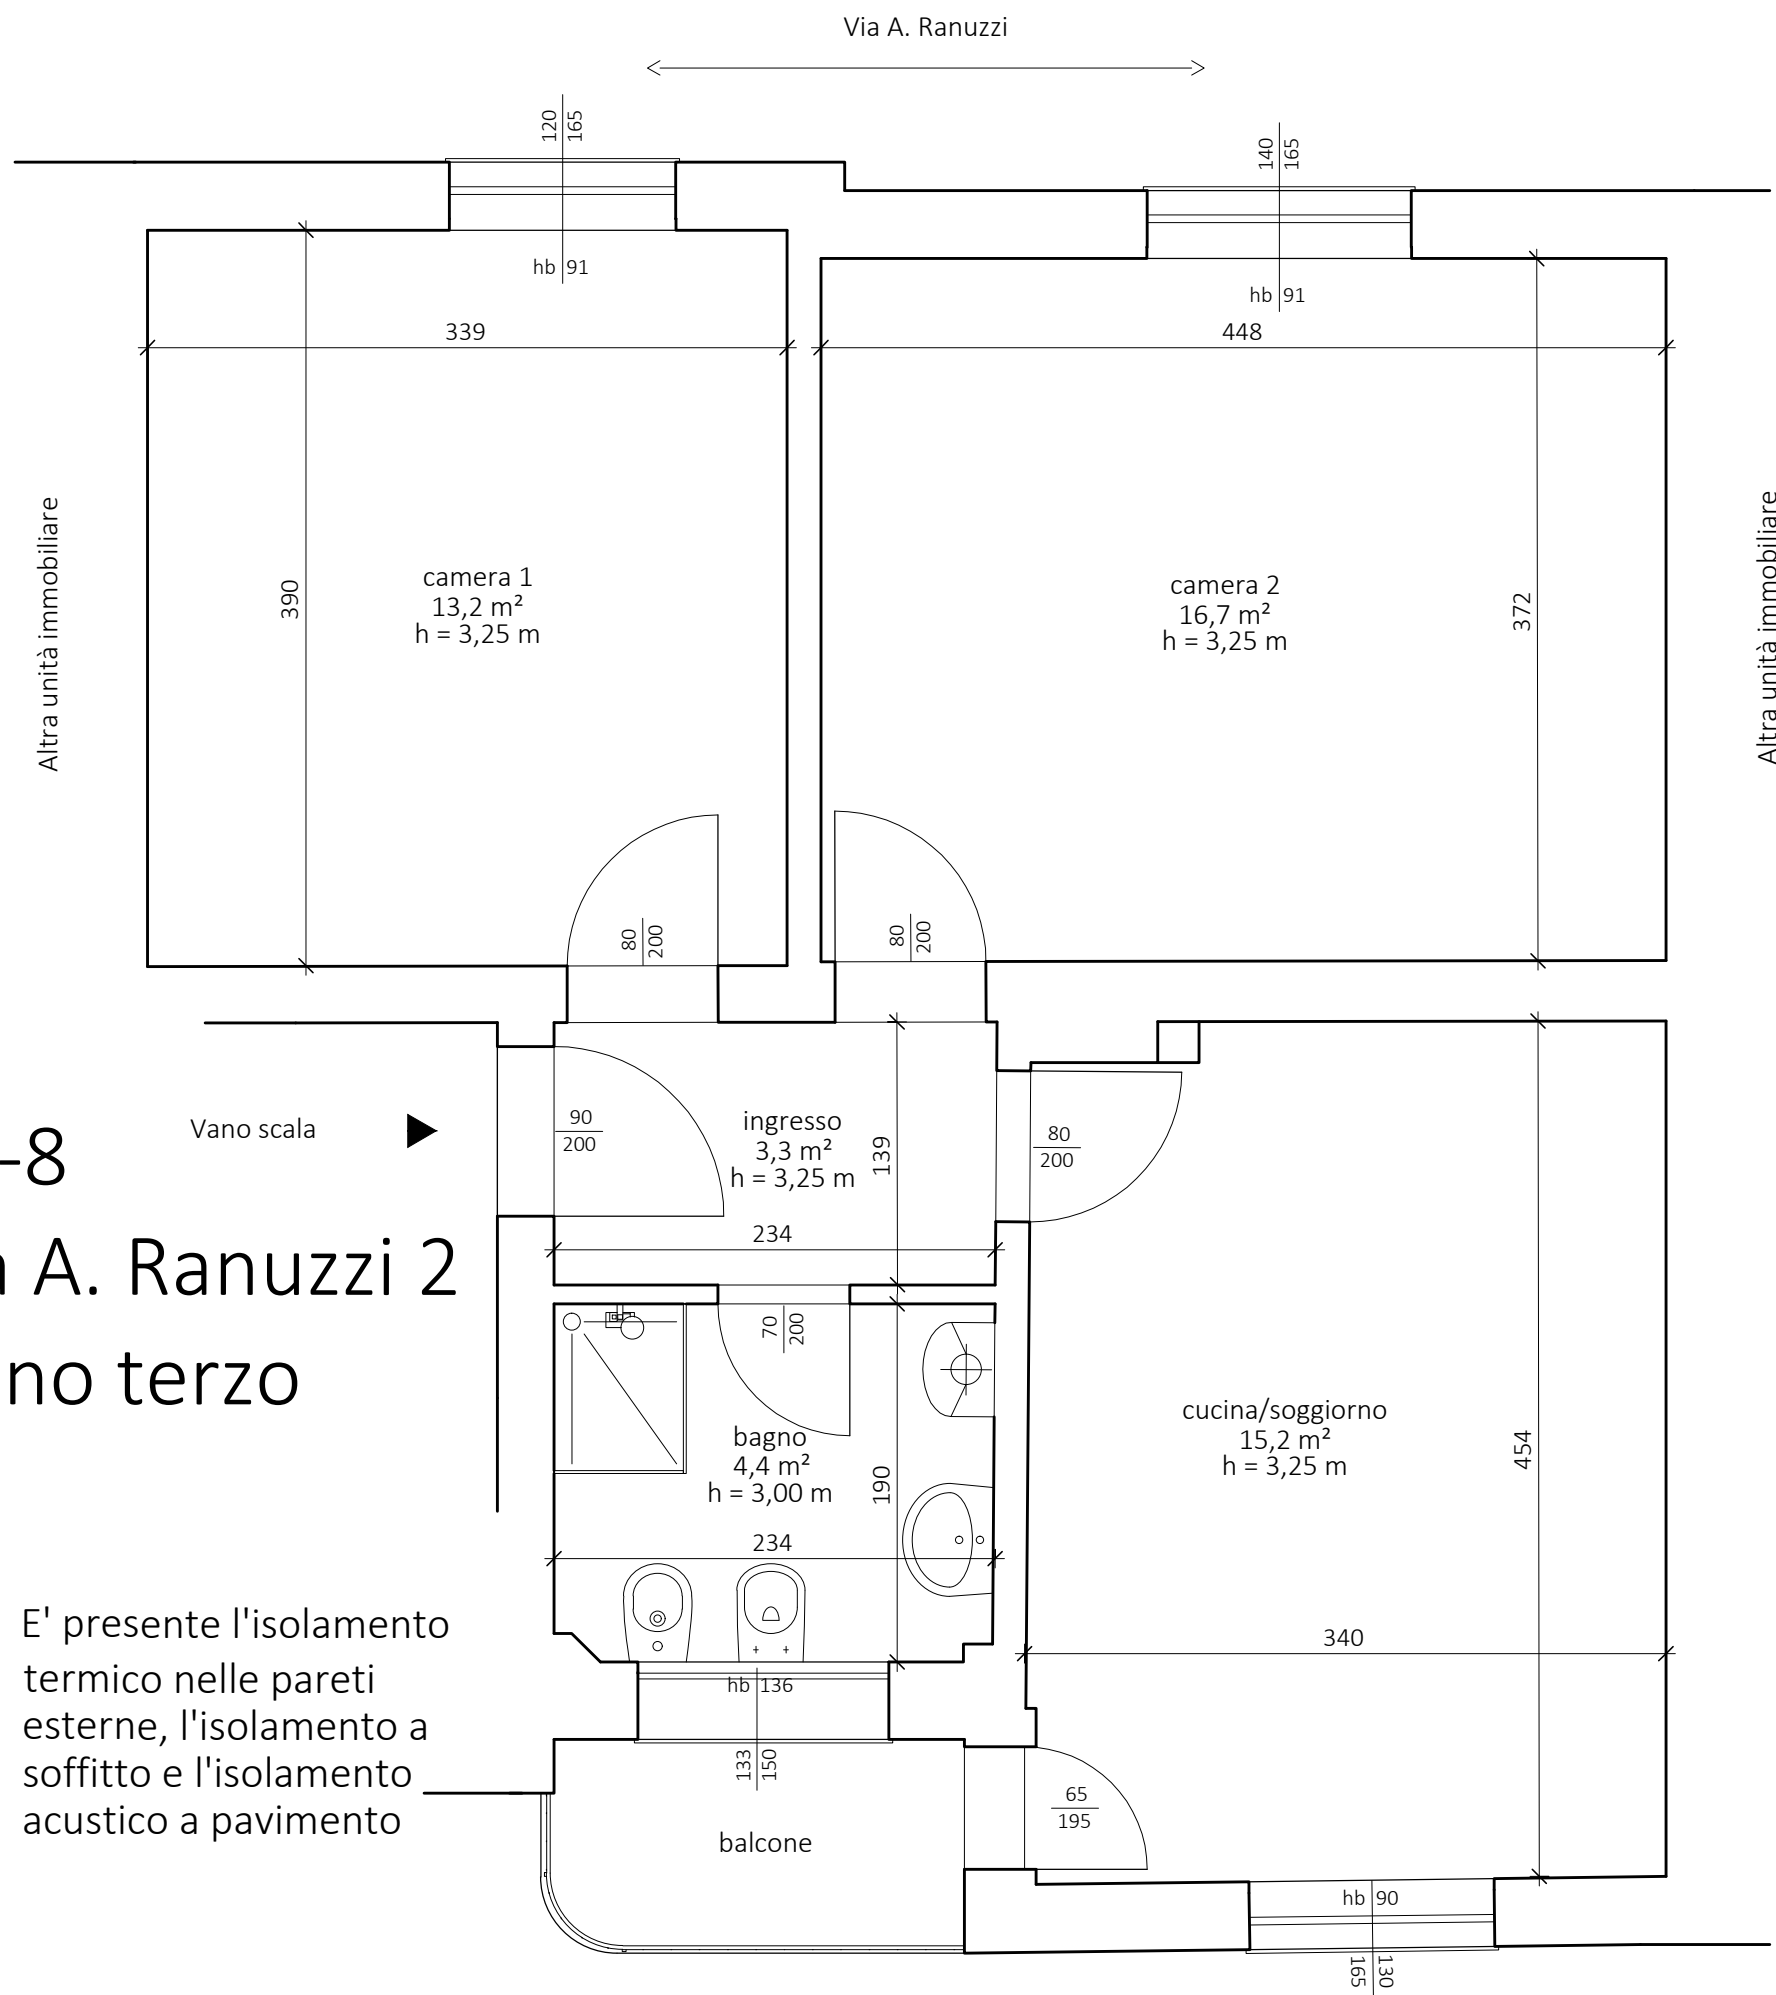 Via A. Ranuzzi
120
165
140
165
hb 91
hb 91
339
448
Altra unità immobiliare
Altra unità immobiliare
390
camera 1
13,2 m²
h = 3,25 m
camera 2
16,7 m²
h = 3,25 m
372
80
200
80
200
-8
Vano scala
90
200
ingresso
3,3 m²
h = 3,25 m
139
80
200
234
A. Ranuzzi 2
70
200
no terzo
bagno
4,4 m²
h = 3,00 m
190
cucina/soggiorno
15,2 m²
h = 3,25 m
454
234
E' presente l'isolamento
termico nelle pareti
esterne, l'isolamento a
soffitto e l'isolamento
acustico a pavimento
340
hb 136
133
150
65
195
balcone
hb 90
130
165